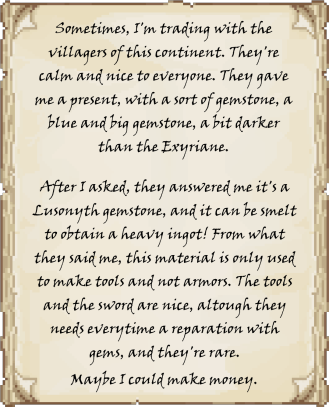 Sometimes, I'm trading with the
villagers of this continent. They're
calm and nice to everyone. They gave
me a present, with a sort of gemstone, a
blue and big gemstone, a bit darker
than the Exyriane.
After I asked, they answered me it's a
Lusonyth gemstone, and it can be smelt
to obtain a heavy ingot! From what
they said me, this material is only used
to make tools and not armors. The tools
and the sword are nice, altough they
needs everytime a reparation with
gems, and they're rare.
Maybe I could make money.